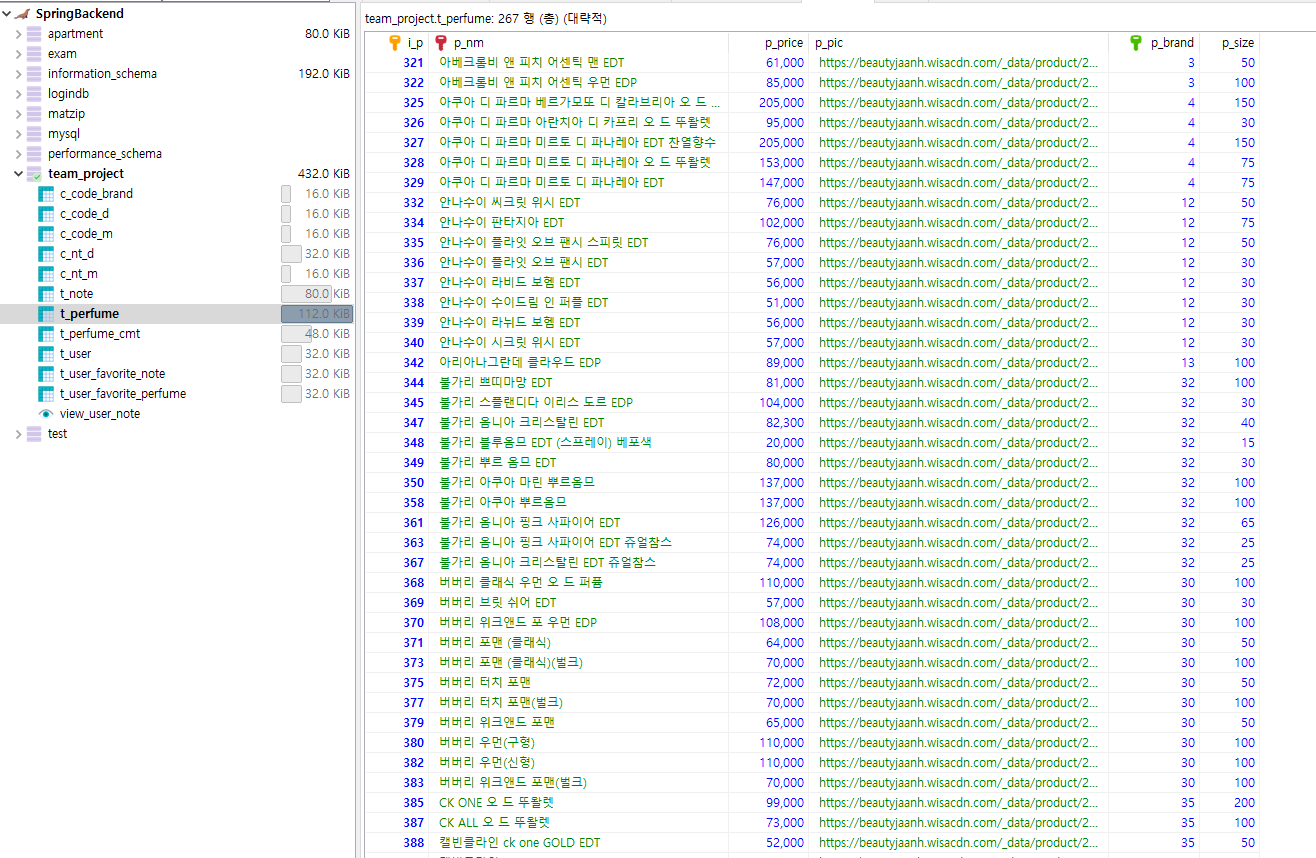 SpringBackend
apartment 80.0 KiB
exam
information_schema 192.0 KiB
logindb
matzip
mysql
performance_schema
team_project 432.0 KiB
c_code_brand 16.0 KiB
c_code_d 16.0 KiB
c_code_m 16.0 KiB
c_nt_d 32.0 KiB
c_nt_m 16.0 KiB
t_note 80.0 KiB
t_perfume 112.0 KiB
t_perfume_cmt 48.0 KiB
t_user 32.0 KiB
t_user_favorite_note 32.0 KiB
t_user_favorite_perfume 32.0 KiB
view_user_note
test
team_project.t_perfume: 267 행 (총) (대략적)
i_p p_nm p_price p_pic p_brand p_size
321 아베크롬비 앤 피치 어센틱 맨 EDT 61,000 https://beautyjaanh.wisacdn.com/_data/product/2... 3 50
322 아베크롬비 앤 피치 어센틱 우먼 EDP 85,000 https://beautyjaanh.wisacdn.com/_data/product/2... 3 100
325 아쿠아 디 파르마 베르가모또 디 칼라브리아 오 드 ... 205,000 https://beautyjaanh.wisacdn.com/_data/product/2... 4 150
326 아쿠아 디 파르마 아란치아 디 카프리 오 드 뚜왈렛 95,000 https://beautyjaanh.wisacdn.com/_data/product/2... 4 30
327 아쿠아 디 파르마 미르토 디 파나레아 EDT 찬열향수 205,000 https://beautyjaanh.wisacdn.com/_data/product/2... 4 150
328 아쿠아 디 파르마 미르토 디 파나레아 오 드 뚜왈렛 153,000 https://beautyjaanh.wisacdn.com/_data/product/2... 4 75
329 아쿠아 디 파르마 미르토 디 파나레아 EDT 147,000 https://beautyjaanh.wisacdn.com/_data/product/2... 4 75
332 안나수이 씨크릿 위시 EDT 76,000 https://beautyjaanh.wisacdn.com/_data/product/2... 12 50
334 안나수이 판타지아 EDT 102,000 https://beautyjaanh.wisacdn.com/_data/product/2... 12 75
335 안나수이 플라잇 오브 팬시 스피릿 EDT 76,000 https://beautyjaanh.wisacdn.com/_data/product/2... 12 50
336 안나수이 플라잇 오브 팬시 EDT 57,000 https://beautyjaanh.wisacdn.com/_data/product/2... 12 30
337 안나수이 라비드 보헴 EDT 56,000 https://beautyjaanh.wisacdn.com/_data/product/2... 12 30
338 안나수이 수이드림 인 퍼플 EDT 51,000 https://beautyjaanh.wisacdn.com/_data/product/2... 12 30
339 안나수이 라뉘드 보헴 EDT 56,000 https://beautyjaanh.wisacdn.com/_data/product/2... 12 30
340 안나수이 시크릿 위시 EDT 57,000 https://beautyjaanh.wisacdn.com/_data/product/2... 12 30
342 아리아나그란데 클라우드 EDP 89,000 https://beautyjaanh.wisacdn.com/_data/product/2... 13 100
344 불가리 쁘띠마망 EDT 81,000 https://beautyjaanh.wisacdn.com/_data/product/2... 32 100
345 불가리 스플랜디다 이리스 도르 EDP 104,000 https://beautyjaanh.wisacdn.com/_data/product/2... 32 30
347 불가리 옴니아 크리스탈린 EDT 82,300 https://beautyjaanh.wisacdn.com/_data/product/2... 32 40
348 불가리 블루옴므 EDT (스프레이) 베포색 20,000 https://beautyjaanh.wisacdn.com/_data/product/2... 32 15
349 불가리 뿌르 옴므 EDT 80,000 https://beautyjaanh.wisacdn.com/_data/product/2... 32 30
350 불가리 아쿠아 마린 뿌르옴므 137,000 https://beautyjaanh.wisacdn.com/_data/product/2... 32 100
358 불가리 아쿠아 뿌르옴므 137,000 https://beautyjaanh.wisacdn.com/_data/product/2... 32 100
361 불가리 옴니아 핑크 사파이어 EDT 126,000 https://beautyjaanh.wisacdn.com/_data/product/2... 32 65
363 불가리 옴니아 핑크 사파이어 EDT 쥬얼참스 74,000 https://beautyjaanh.wisacdn.com/_data/product/2... 32 25
367 불가리 옴니아 크리스탈린 EDT 쥬얼참스 74,000 https://beautyjaanh.wisacdn.com/_data/product/2... 32 25
368 버버리 클래식 우먼 오 드 퍼퓸 110,000 https://beautyjaanh.wisacdn.com/_data/product/2... 30 100
369 버버리 브릿 쉬어 EDT 57,000 https://beautyjaanh.wisacdn.com/_data/product/2... 30 30
370 버버리 위크앤드 포 우먼 EDP 108,000 https://beautyjaanh.wisacdn.com/_data/product/2... 30 100
371 버버리 포맨 (클래식) 64,000 https://beautyjaanh.wisacdn.com/_data/product/2... 30 50
373 버버리 포맨 (클래식)(벌크) 70,000 https://beautyjaanh.wisacdn.com/_data/product/2... 30 100
375 버버리 터치 포맨 72,000 https://beautyjaanh.wisacdn.com/_data/product/2... 30 50
377 버버리 터치 포맨(벌크) 70,000 https://beautyjaanh.wisacdn.com/_data/product/2... 30 100
379 버버리 위크앤드 포맨 65,000 https://beautyjaanh.wisacdn.com/_data/product/2... 30 50
380 버버리 우먼(구형) 110,000 https://beautyjaanh.wisacdn.com/_data/product/2... 30 100
382 버버리 우먼(신형) 110,000 https://beautyjaanh.wisacdn.com/_data/product/2... 30 100
383 버버리 위크앤드 포맨(벌크) 70,000 https://beautyjaanh.wisacdn.com/_data/product/2... 30 100
385 CK ONE 오 드 뚜왈렛 99,000 https://beautyjaanh.wisacdn.com/_data/product/2... 35 200
387 CK ALL 오 드 뚜왈렛 73,000 https://beautyjaanh.wisacdn.com/_data/product/2... 35 100
388 캘빈클라인 ck one GOLD EDT 52,000 https://beautyjaanh.wisacdn.com/_data/product/2... 35 50